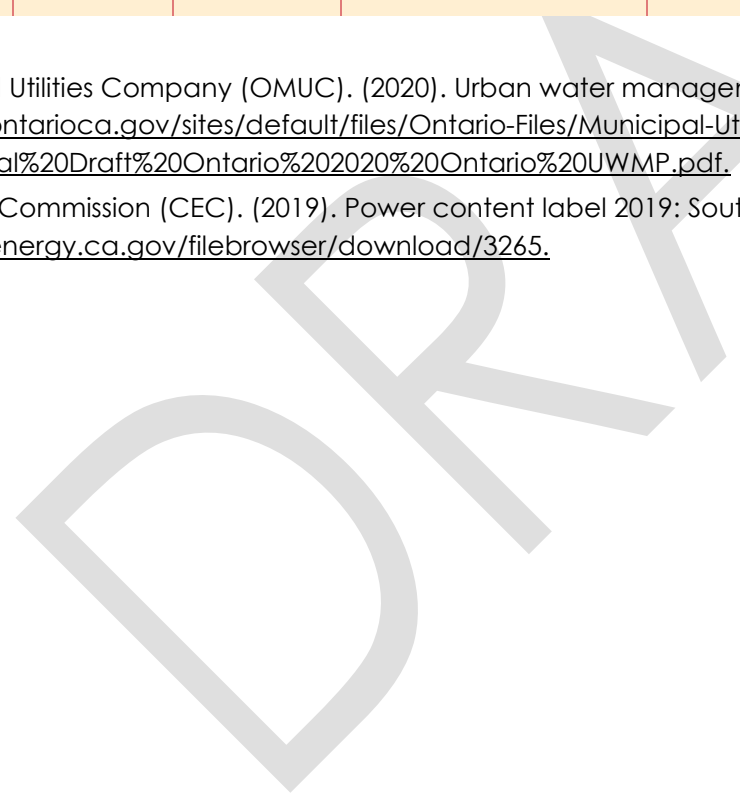 Utilities Company (OMUC). (2020). Urban water manager
ontarioca.gov/sites/default/files/Ontario-Files/Municipal-Ut
al%20Draft%20Ontario%202020%20Ontario%20UWMP.pdf.
Commission (CEC). (2019). Power content label 2019: Sout
energy.ca.gov/filebrowser/download/3265.
DRA